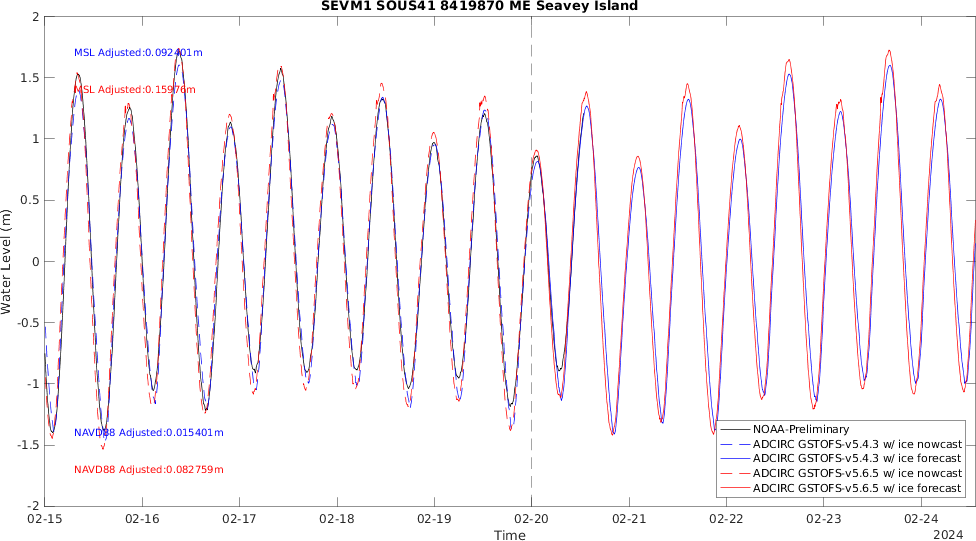 SEVM1 SOUS41 8419870 ME Seavey Island
2
1.5
1
0.5
0
-0.5
-1
-1.5
-2
Water Level (m)
MSL Adjusted:0.092401m
MSL Adjusted:0.15976m
NAVD88 Adjusted:0.015401m
NAVD88 Adjusted:0.082759m
NOAA-Preliminary
ADCIRC GSTOFS-v5.4.3 w/ ice nowcast
ADCIRC GSTOFS-v5.4.3 w/ ice forecast
ADCIRC GSTOFS-v5.6.5 w/ ice nowcast
ADCIRC GSTOFS-v5.6.5 w/ ice forecast
02-15 02-16 02-17 02-18 02-19 02-20 02-21 02-22 02-23 02-24
Time
2024